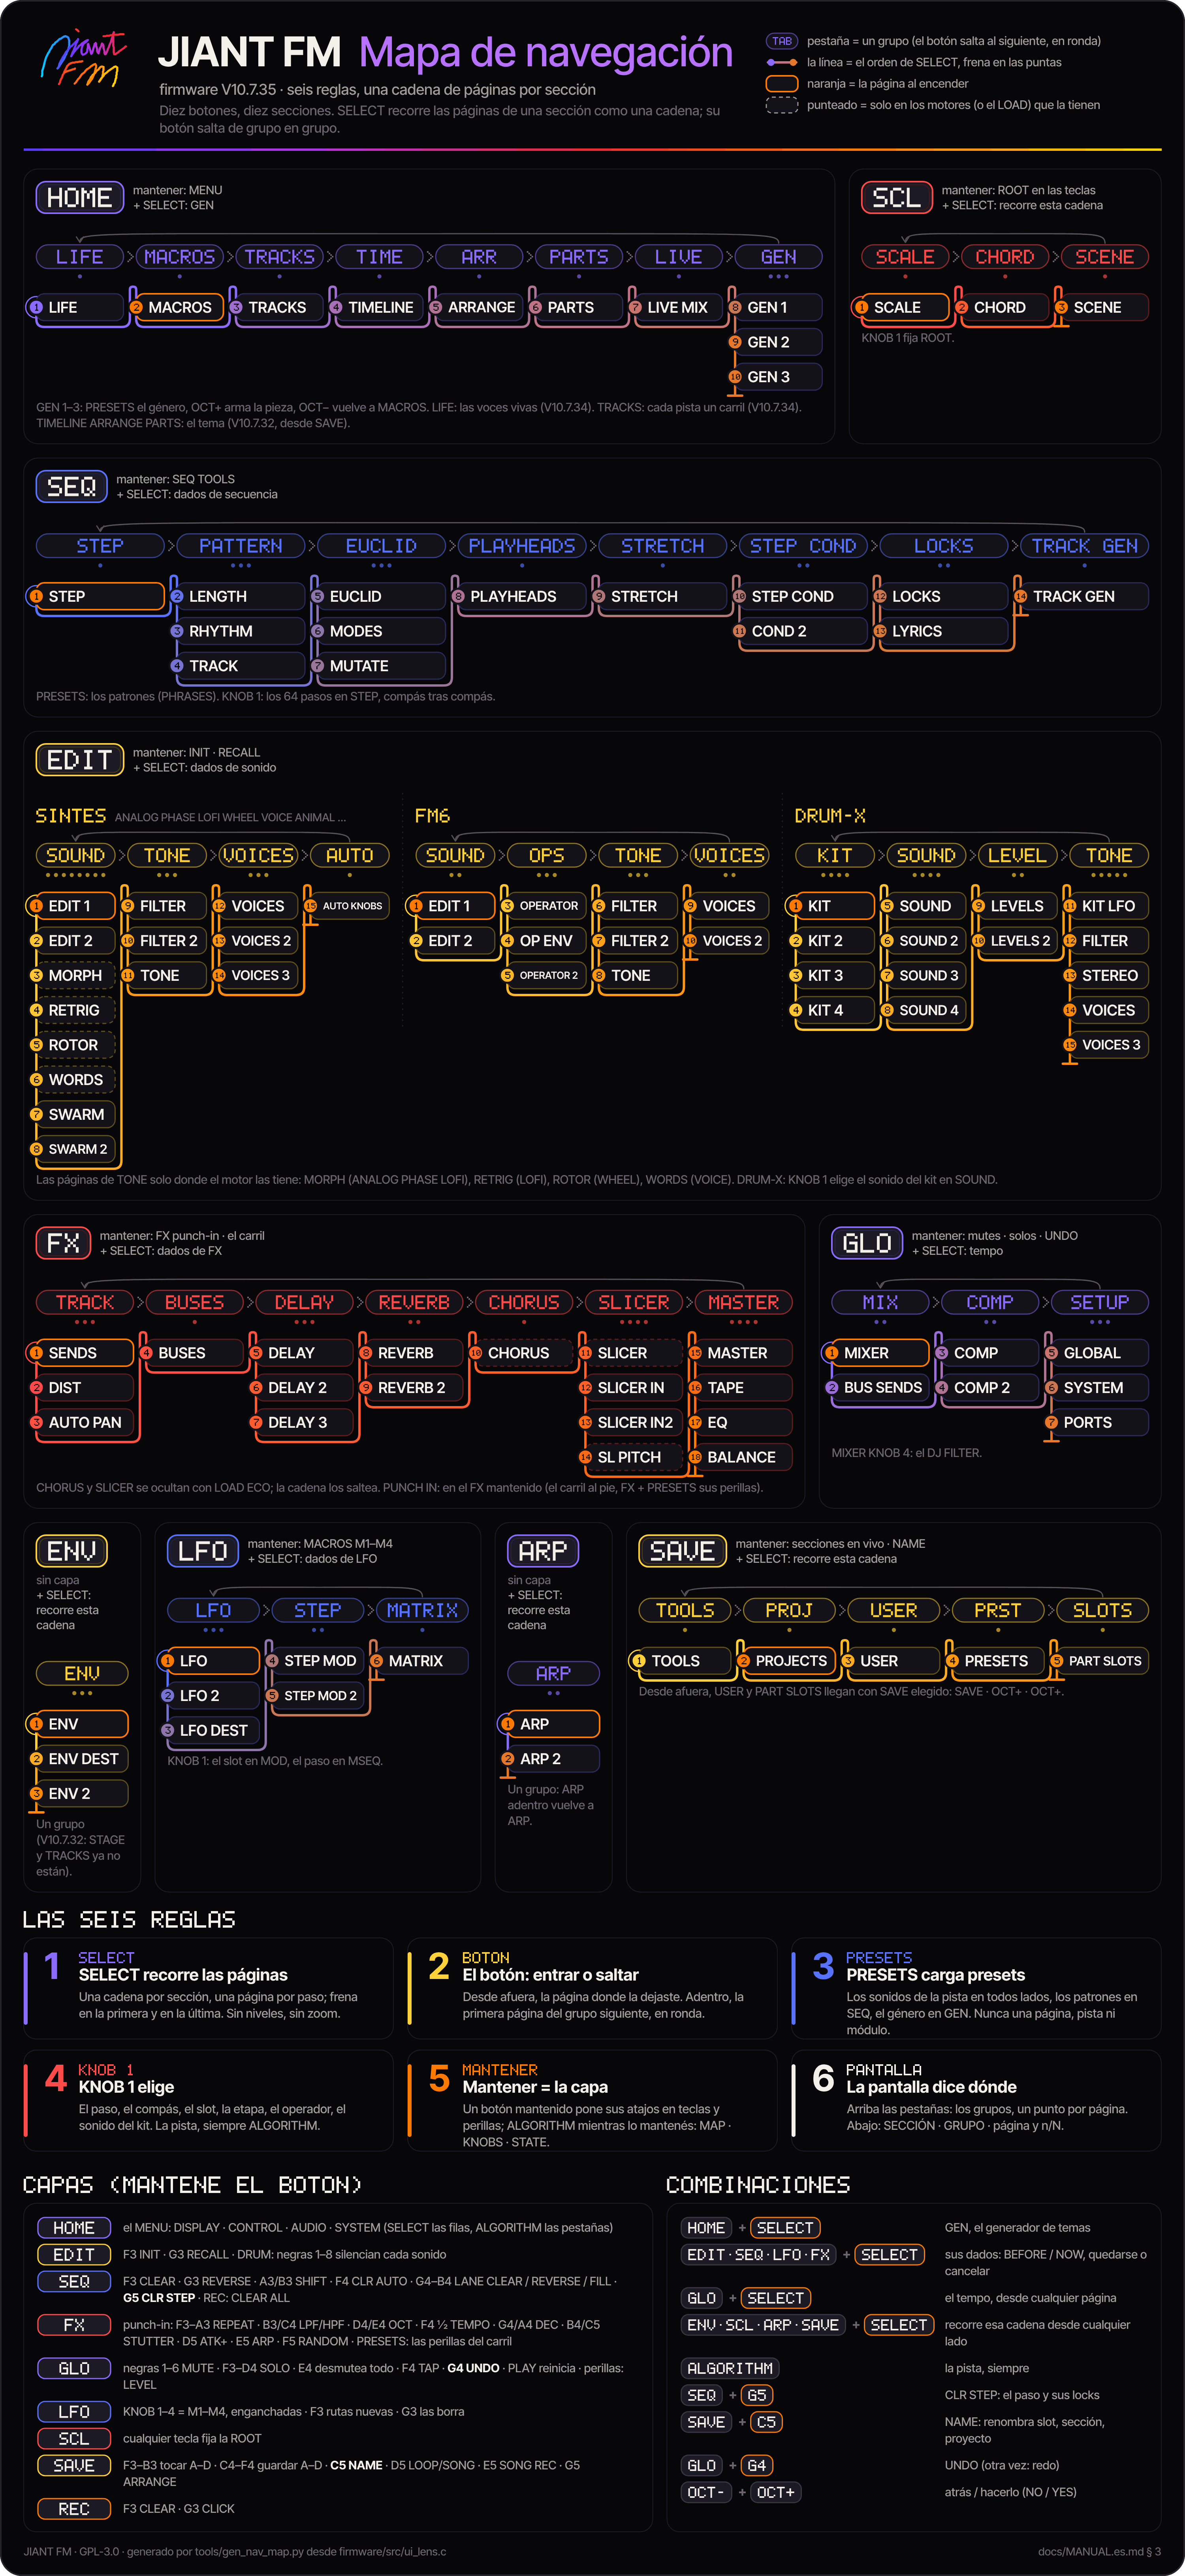 jiant Fm
JIANT FM Mapa de navegación
firmware V10.7.35 · seis reglas, una cadena de páginas por sección
Diez botones, diez secciones. SELECT recorre las páginas de una sección como una cadena; su
botón salta de grupo en grupo.
TAB pestaña = un grupo (el botón salta al siguiente, en ronda)
la línea = el orden de SELECT, frena en las puntas
naranja = la página al encender
punteado = solo en los motores (o el LOAD) que la tienen
HOME
mantener: MENU
+ SELECT: GEN
LIFE > MACROS > TRACKS > TIME > ARR > PARTS > LIVE > GEN
1 LIFE 2 MACROS 3 TRACKS 4 TIMELINE 5 ARRANGE 6 PARTS 7 LIVE MIX 8 GEN 1
9 GEN 2
10 GEN 3
GEN 1–3: PRESETS el género, OCT+ arma la pieza, OCT− vuelve a MACROS. LIFE: las voces vivas (V10.7.34). TRACKS: cada pista un carril (V10.7.34).
TIMELINE ARRANGE PARTS: el tema (V10.7.32, desde SAVE).
SCL
mantener: ROOT en las teclas
+ SELECT: recorre esta cadena
SCALE > CHORD > SCENE
1 SCALE 2 CHORD 3 SCENE
KNOB 1 fija ROOT.
SEQ
mantener: SEQ TOOLS
+ SELECT: dados de secuencia
STEP > PATTERN > EUCLID > PLAYHEADS > STRETCH > STEP COND > LOCKS > TRACK GEN
1 STEP 2 LENGTH 5 EUCLID 8 PLAYHEADS 9 STRETCH 10 STEP COND 12 LOCKS 14 TRACK GEN
3 RHYTHM 6 MODES 11 COND 2 13 LYRICS
4 TRACK 7 MUTATE
PRESETS: los patrones (PHRASES). KNOB 1: los 64 pasos en STEP, compás tras compás.
EDIT
mantener: INIT · RECALL
+ SELECT: dados de sonido
SINTES ANALOG PHASE LOFI WHEEL VOICE ANIMAL ...
SOUND > TONE > VOICES > AUTO
1 EDIT 1 9 FILTER 12 VOICES 15 AUTO KNOBS
2 EDIT 2 10 FILTER 2 13 VOICES 2
3 MORPH 11 TONE 14 VOICES 3
4 RETRIG
5 ROTOR
6 WORDS
7 SWARM
8 SWARM 2
FM6
SOUND > OPS > TONE > VOICES
1 EDIT 1 3 OPERATOR 6 FILTER 9 VOICES
2 EDIT 2 4 OP ENV 7 FILTER 2 10 VOICES 2
5 OPERATOR 2 8 TONE
DRUM-X
KIT > SOUND > LEVEL > TONE
1 KIT 5 SOUND 9 LEVELS 11 KIT LFO
2 KIT 2 6 SOUND 2 10 LEVELS 2 12 FILTER
3 KIT 3 7 SOUND 3 13 STEREO
4 KIT 4 8 SOUND 4 14 VOICES
15 VOICES 3
Las páginas de TONE solo donde el motor las tiene: MORPH (ANALOG PHASE LOFI), RETRIG (LOFI), ROTOR (WHEEL), WORDS (VOICE). DRUM-X: KNOB 1 elige el sonido del kit en SOUND.
FX
mantener: FX punch-in · el carril
+ SELECT: dados de FX
TRACK > BUSES > DELAY > REVERB > CHORUS > SLICER > MASTER
1 SENDS 4 BUSES 5 DELAY 8 REVERB 10 CHORUS 11 SLICER 15 MASTER
2 DIST 6 DELAY 2 9 REVERB 2 12 SLICER IN 16 TAPE
3 AUTO PAN 7 DELAY 3 13 SLICER IN2 17 EQ
14 SL PITCH 18 BALANCE
CHORUS y SLICER se ocultan con LOAD ECO; la cadena los saltea. PUNCH IN: en el FX mantenido (el carril al pie, FX + PRESETS sus perillas).
GLO
mantener: mutes · solos · UNDO
+ SELECT: tempo
MIX > COMP > SETUP
1 MIXER 3 COMP 5 GLOBAL
2 BUS SENDS 4 COMP 2 6 SYSTEM
7 PORTS
MIXER KNOB 4: el DJ FILTER.
ENV
sin capa
+ SELECT:
recorre esta
cadena
ENV
1 ENV
2 ENV DEST
3 ENV 2
Un grupo
(V10.7.32: STAGE
y TRACKS ya no
están).
LFO
mantener: MACROS M1–M4
+ SELECT: dados de LFO
LFO > STEP > MATRIX
1 LFO 4 STEP MOD 6 MATRIX
2 LFO 2 5 STEP MOD 2
3 LFO DEST
KNOB 1: el slot en MOD, el paso en MSEQ.
ARP
sin capa
+ SELECT:
recorre esta
cadena
ARP
1 ARP
2 ARP 2
Un grupo: ARP
adentro vuelve a
ARP.
SAVE
mantener: secciones en vivo · NAME
+ SELECT: recorre esta cadena
TOOLS > PROJ > USER > PRST > SLOTS
1 TOOLS 2 PROJECTS 3 USER 4 PRESETS 5 PART SLOTS
Desde afuera, USER y PART SLOTS llegan con SAVE elegido: SAVE · OCT+ · OCT+.
LAS SEIS REGLAS
1 SELECT
SELECT recorre las páginas
Una cadena por sección, una página por paso; frena
en la primera y en la última. Sin niveles, sin zoom.
2 BOTON
El botón: entrar o saltar
Desde afuera, la página donde la dejaste. Adentro, la
primera página del grupo siguiente, en ronda.
3 PRESETS
PRESETS carga presets
Los sonidos de la pista en todos lados, los patrones en
SEQ, el género en GEN. Nunca una página, pista ni
módulo.
4 KNOB 1
KNOB 1 elige
El paso, el compás, el slot, la etapa, el operador, el
sonido del kit. La pista, siempre ALGORITHM.
5 MANTENER
Mantener = la capa
Un botón mantenido pone sus atajos en teclas y
perillas; ALGORITHM mientras lo mantenés: MAP ·
KNOBS · STATE.
6 PANTALLA
La pantalla dice dónde
Arriba las pestañas: los grupos, un punto por página.
Abajo: SECCIÓN · GRUPO · página y n/N.
CAPAS (MANTENE EL BOTON)
HOME el MENU: DISPLAY · CONTROL · AUDIO · SYSTEM (SELECT las filas, ALGORITHM las pestañas)
EDIT F3 INIT · G3 RECALL · DRUM: negras 1–8 silencian cada sonido
SEQ F3 CLEAR · G3 REVERSE · A3/B3 SHIFT · F4 CLR AUTO · G4–B4 LANE CLEAR / REVERSE / FILL ·
G5 CLR STEP · REC: CLEAR ALL
FX punch-in: F3–A3 REPEAT · B3/C4 LPF/HPF · D4/E4 OCT · F4 ½ TEMPO · G4/A4 DEC · B4/C5
STUTTER · D5 ATK+ · E5 ARP · F5 RANDOM · PRESETS: las perillas del carril
GLO negras 1–6 MUTE · F3–D4 SOLO · E4 desmutea todo · F4 TAP · G4 UNDO · PLAY reinicia · perillas:
LEVEL
LFO KNOB 1–4 = M1–M4, enganchadas · F3 rutas nuevas · G3 las borra
SCL cualquier tecla fija la ROOT
SAVE F3–B3 tocar A–D · C4–F4 guardar A–D · C5 NAME · D5 LOOP/SONG · E5 SONG REC · G5
ARRANGE
REC F3 CLEAR · G3 CLICK
COMBINACIONES
HOME + SELECT GEN, el generador de temas
EDIT·SEQ·LFO·FX + SELECT sus dados: BEFORE / NOW, quedarse o
cancelar
GLO + SELECT el tempo, desde cualquier página
ENV·SCL·ARP·SAVE + SELECT recorre esa cadena desde cualquier
lado
ALGORITHM la pista, siempre
SEQ + G5 CLR STEP: el paso y sus locks
SAVE + C5 NAME: renombra slot, sección,
proyecto
GLO + G4 UNDO (otra vez: redo)
OCT- + OCT+ atrás / hacerlo (NO / YES)
JIANT FM · GPL-3.0 · generado por tools/gen_nav_map.py desde firmware/src/ui_lens.c
docs/MANUAL.es.md § 3